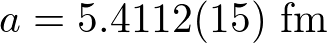 a = 5.4112(15) fm